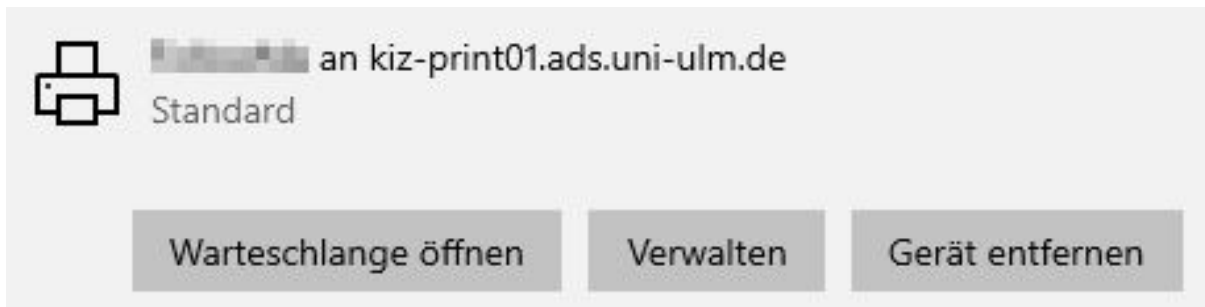 an kiz-print01.ads.uni-ulm.de
Standard
Warteschlange öffnen Verwalten Gerät entfernen